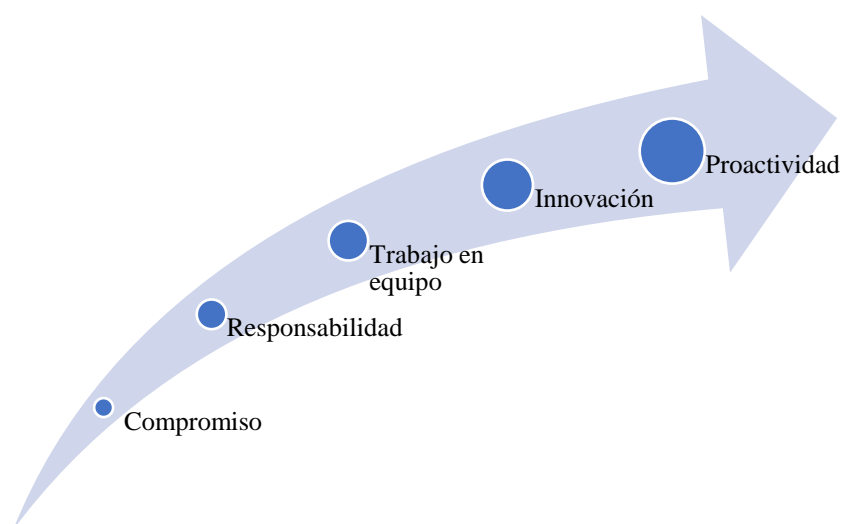 Proactividad
Innovación
Trabajo en
equipo
Responsabilidad
Compromiso